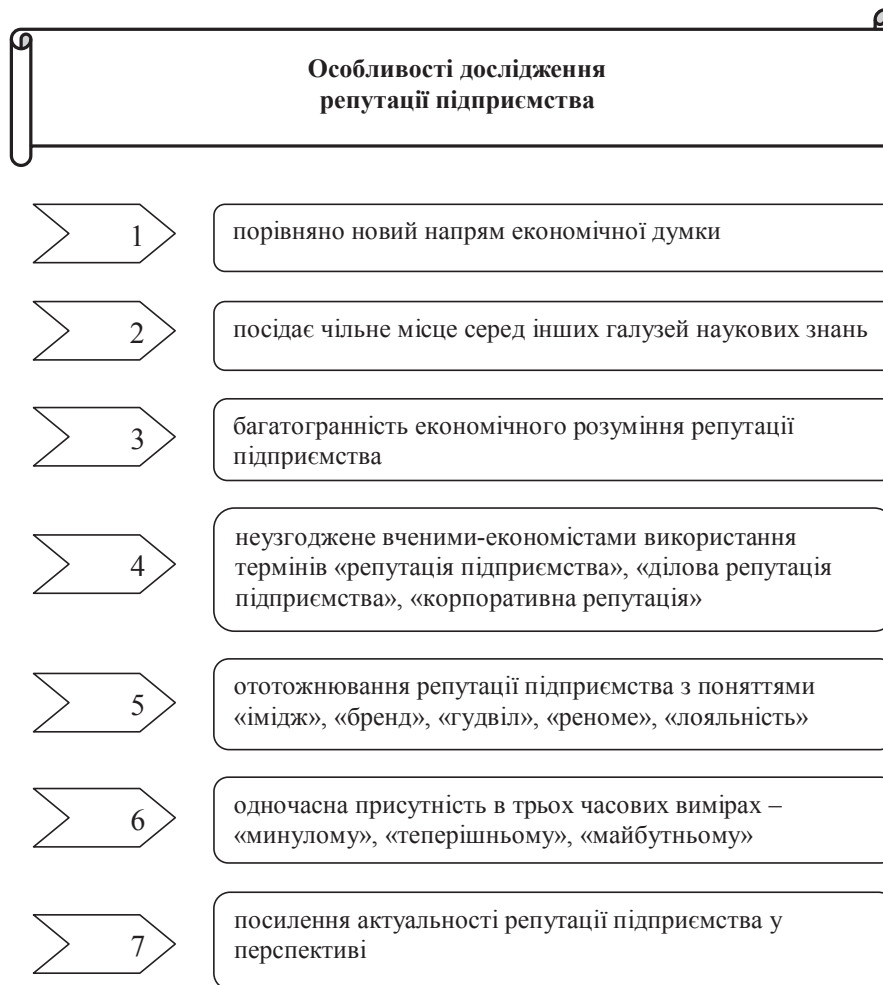 Особливості дослідження
репутації підприємства
1
порівняно новий напрям економічної думки
2
посідає чільне місце серед інших галузей наукових знань
3
багатогранність економічного розуміння репутації
підприємства
4
неузгоджене вченими-економістами використання
термінів «репутація підприємства», «ділова репутація
підприємства», «корпоративна репутація»
5
ототожнювання репутації підприємства з поняттями
«імідж», «бренд», «гудвіл», «реноме», «лояльність»
6
одночасна присутність в трьох часових вимірах –
«минулому», «теперішньому», «майбутньому»
7
посилення актуальності репутації підприємства у
перспективі